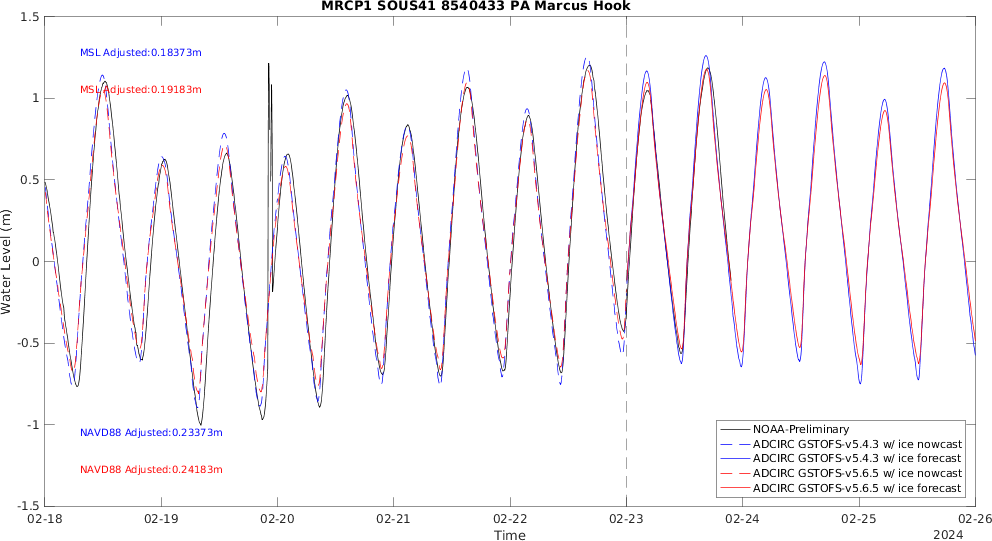 MRCP1 SOUS41 8540433 PA Marcus Hook
1.5
1
0.5
0
-0.5
-1
-1.5
Water Level (m)
MSL Adjusted:0.18373m
MSL Adjusted:0.19183m
NAVD88 Adjusted:0.23373m
NAVD88 Adjusted:0.24183m
NOAA-Preliminary
ADCIRC GSTOFS-v5.4.3 w/ ice nowcast
ADCIRC GSTOFS-v5.4.3 w/ ice forecast
ADCIRC GSTOFS-v5.6.5 w/ ice nowcast
ADCIRC GSTOFS-v5.6.5 w/ ice forecast
02-18 02-19 02-20 02-21 02-22 02-23 02-24 02-25 02-26
Time
2024